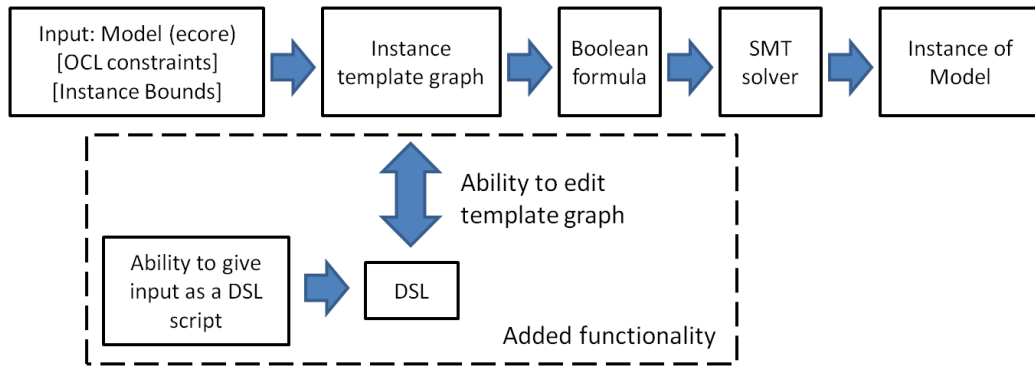 Input: Model (ecore)
[OCL constraints]
[Instance Bounds]
Instance
template graph
Boolean
formula
SMT
solver
Instance of
Model
Ability to edit
template graph
Ability to give
input as a DSL
script
DSL
Added functionality